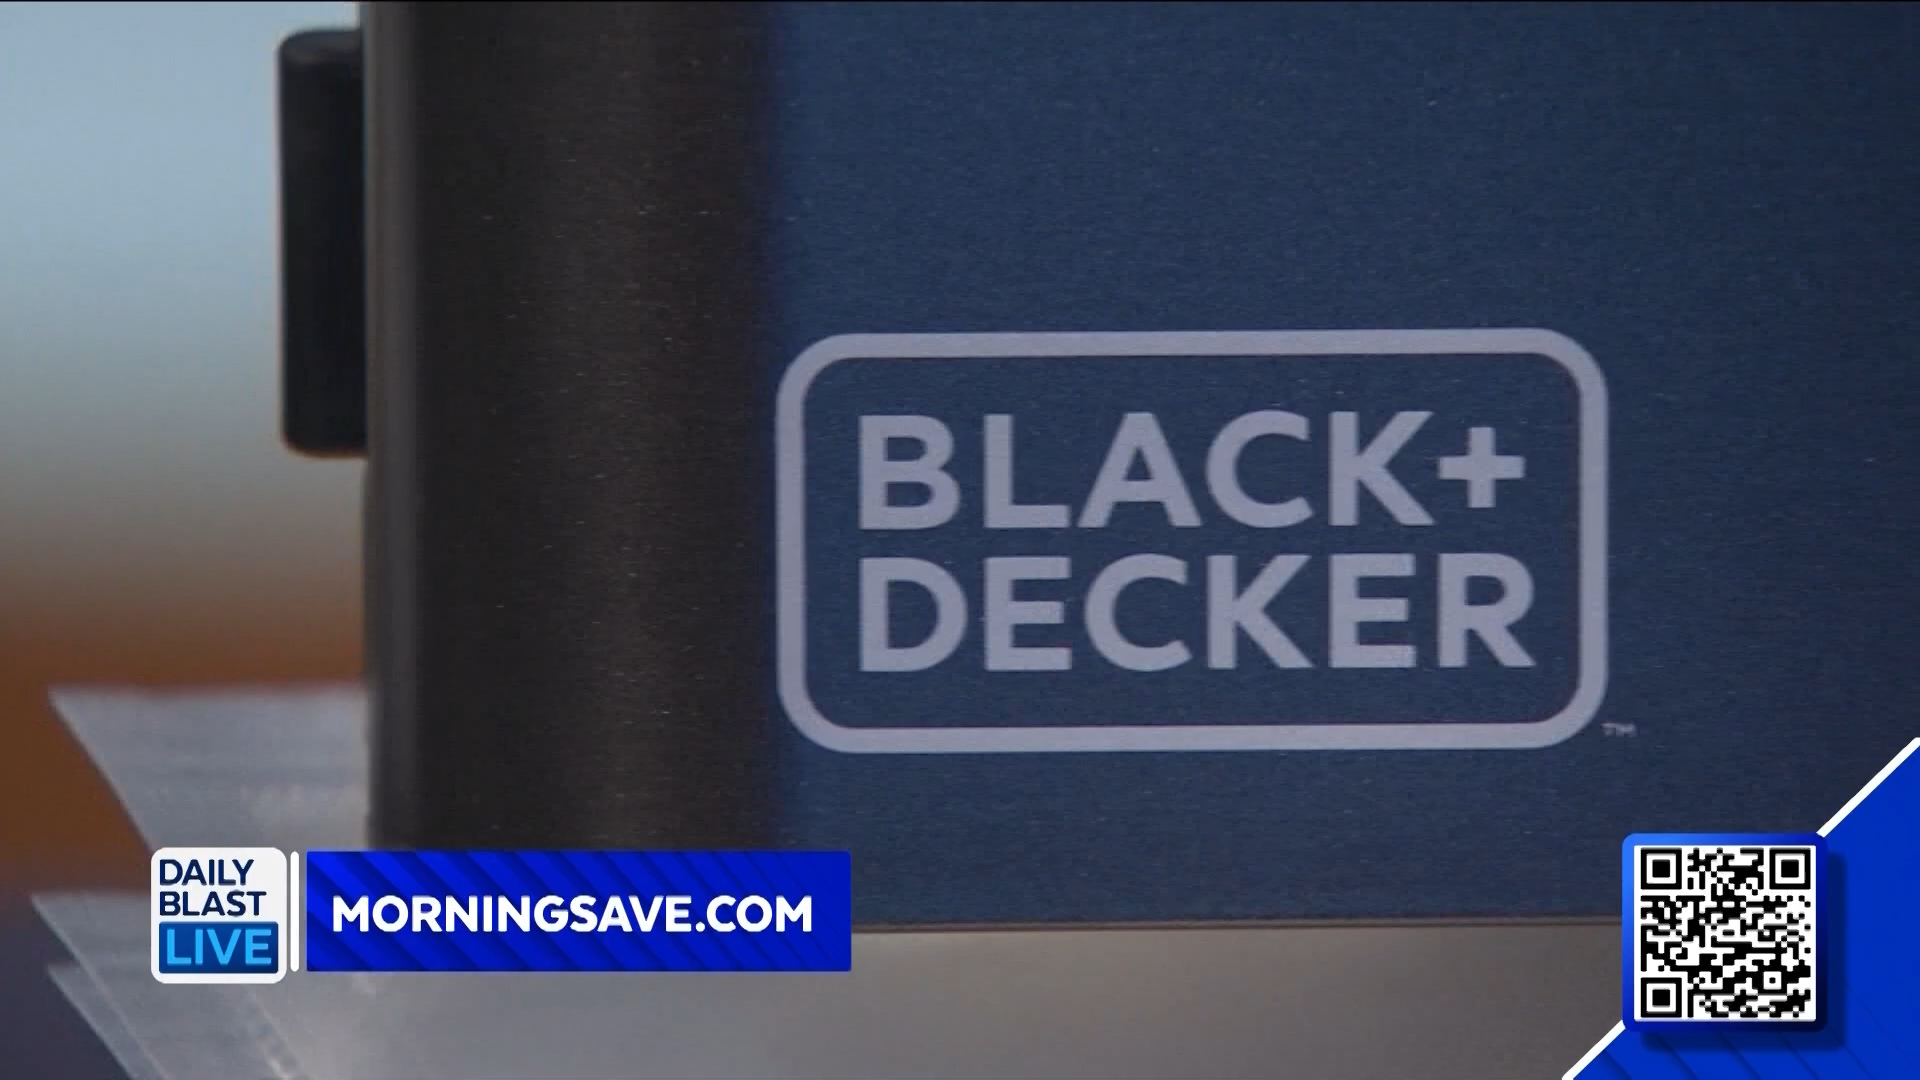 BLACK+
DECKER
™
DAILY
BLAST
LIVE
MORNINGSAVE.COM